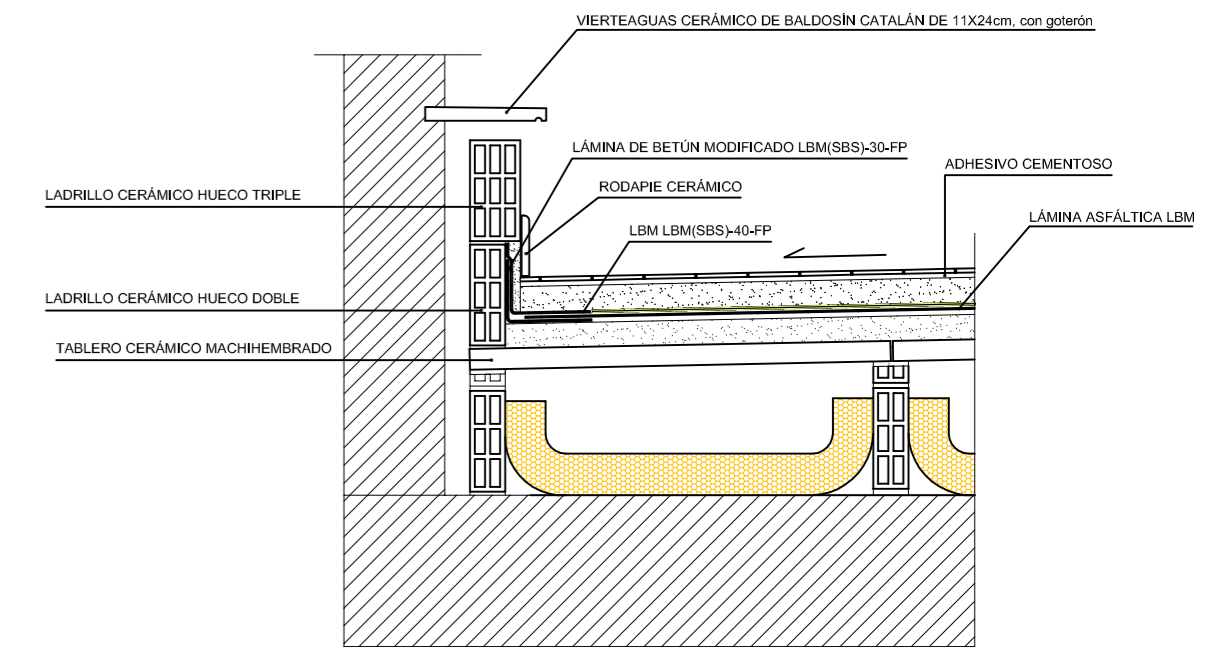 VIERTEAGUAS CERÁMICO DE BALDOSÍN CATALÁN DE 11X24cm, con goterón
LÁMINA DE BETÚN MODIFICADO LBM(SBS)-30-FP
ADHESIVO CEMENTOSO
LADRILLO CERÁMICO HUECO TRIPLE
RODAPIE CERÁMICO
LÁMINA ASFÁLTICA LBM
LBM LBM(SBS)-40-FP
LADRILLO CERÁMICO HUECO DOBLE
TABLERO CERÁMICO MACHIHEMBRADO